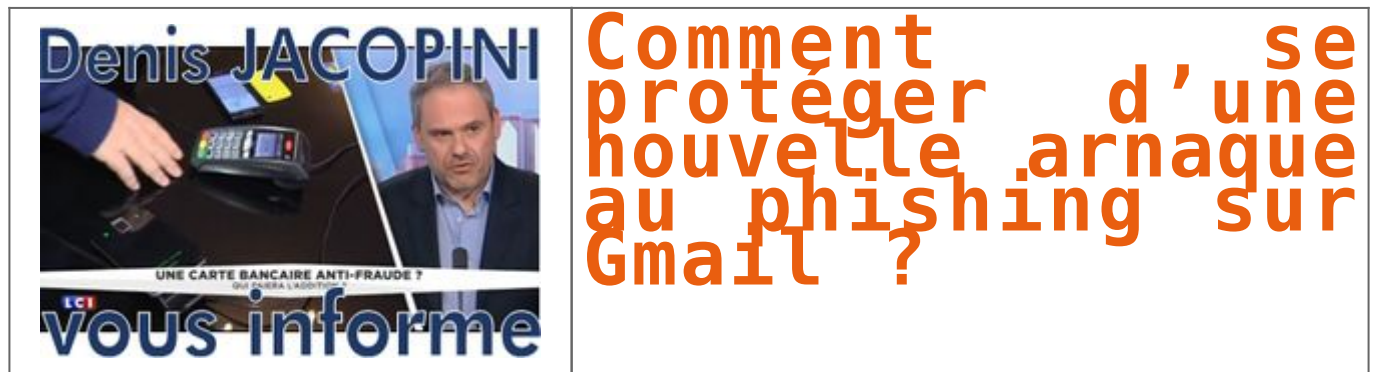 Denis JACOPINI
UNE CARTE BANCAIRE ANTI-FRAUDE ?
QUI PAIERA L'ADDITION ?
LCI
vous informe
Comment se
protéger d’une
nouvelle arnaque
au phishing sur
Gmail ?